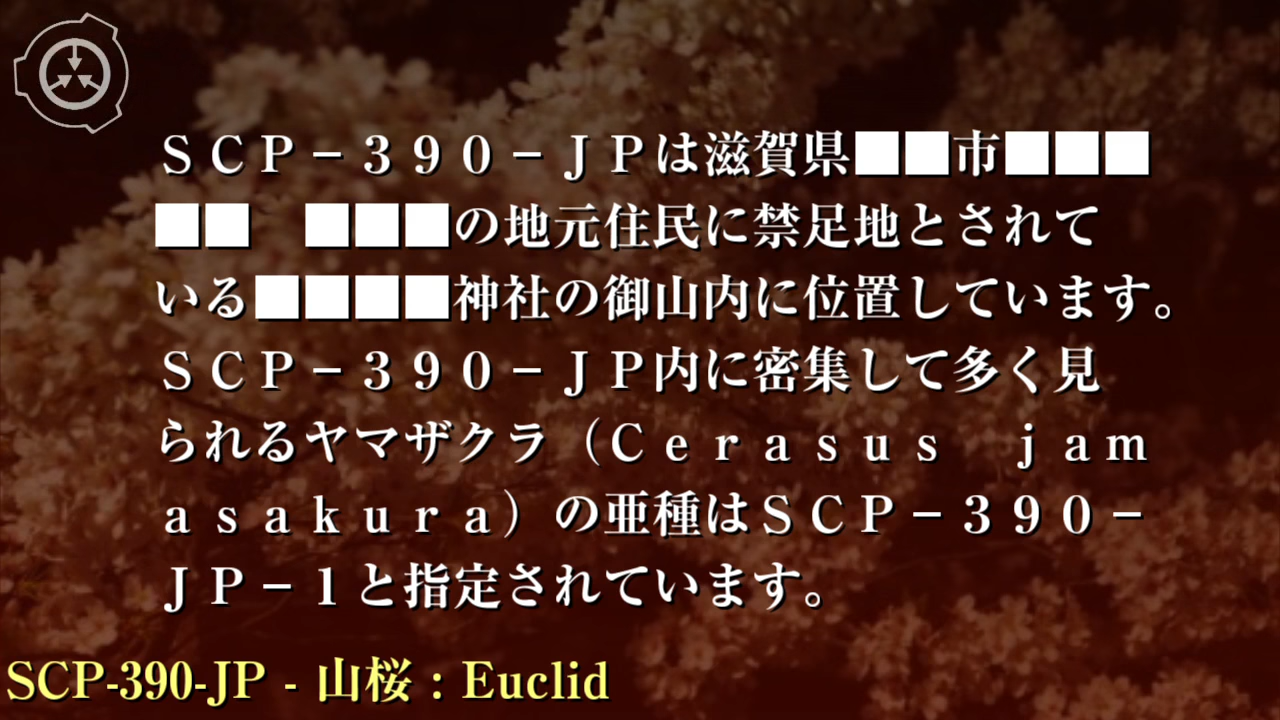 ＳＣＰ－３９０－ＪＰは滋賀県■■市■■■
■■　■■■の地元住民に禁足地とされて
いる■■■■神社の御山内に位置しています。
ＳＣＰ－３９０－ＪＰ内に密集して多く見
られるヤマザクラ（Ｃｅｒａｓｕｓ　ｊａｍ
ａｓａｋｕｒａ）の亜種はＳＣＰ－３９０－
ＪＰ－１と指定されています。
SCP-390-JP - 山桜 : Euclid